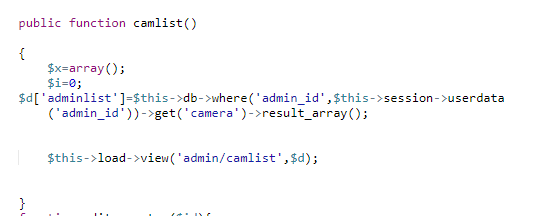 public function camlist()
{
$x=array();
$i=0;
$d['adminlist']=$this->db->where('admin_id',$this->session->userdata
('admin_id'))->get('camera')->result_array();
$this->load->view('admin/camlist',$d);
}